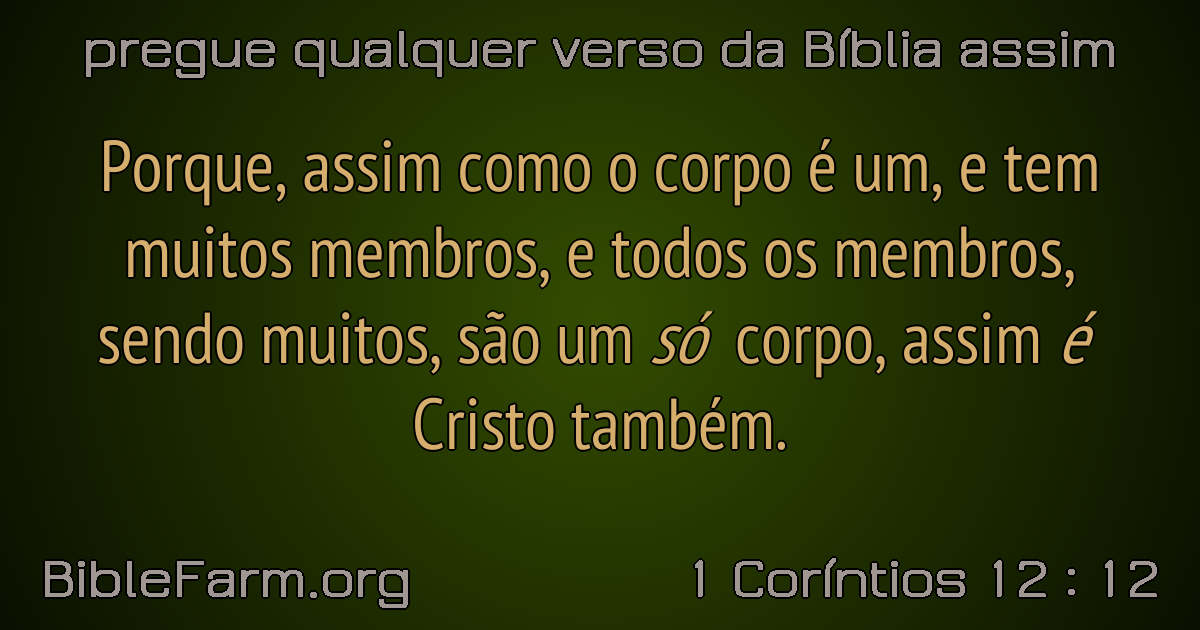 pregue qualquer verso da Bíblia assim
Porque, assim como o corpo é um, e tem
muitos membros, e todos os membros,
sendo muitos, são um só corpo, assim é
Cristo também.
BibleFarm.org
1 Coríntios 12 : 12